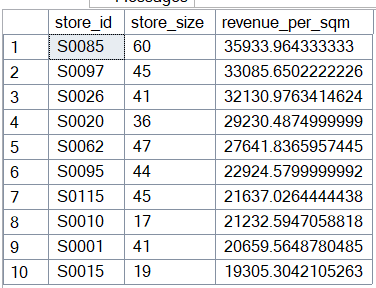 store_id store_size revenue_per_sqm
1 S0085 60 35933.964333333
2 S0097 45 33085.6502222226
3 S0026 41 32130.9763414624
4 S0020 36 29230.4874999999
5 S0062 47 27641.8365957445
6 S0095 44 22924.5799999992
7 S0115 45 21637.0264444438
8 S0010 17 21232.5947058818
9 S0001 41 20659.5648780485
10 S0015 19 19305.3042105263